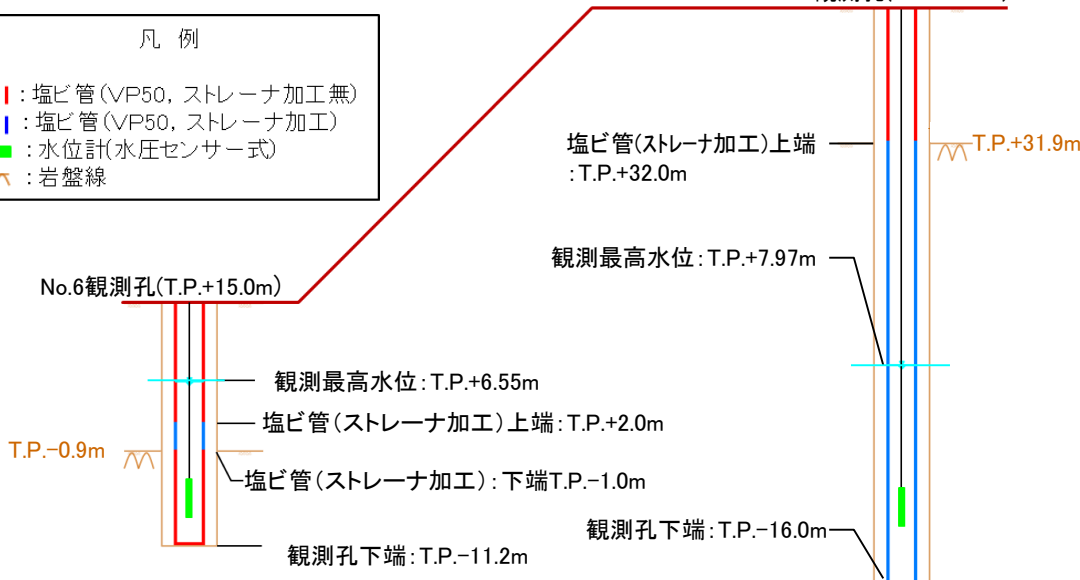 凡 例
：塩ビ管(VP50，ストレーナ加工無)
：塩ビ管(VP50，ストレーナ加工)
：水位計(水圧センサー式)
：岩盤線
塩ビ管(ストレーナ加工)上端
：T.P.+32.0m
T.P.+31.9m
観測最高水位：T.P.+7.97m
No.6観測孔(T.P.+15.0m)
観測最高水位：T.P.+6.55m
塩ビ管(ストレーナ加工)上端：T.P.+2.0m
T.P.-0.9m
塩ビ管(ストレーナ加工)：下端T.P.-1.0m
観測孔下端：T.P.-16.0m
観測孔下端：T.P.-11.2m